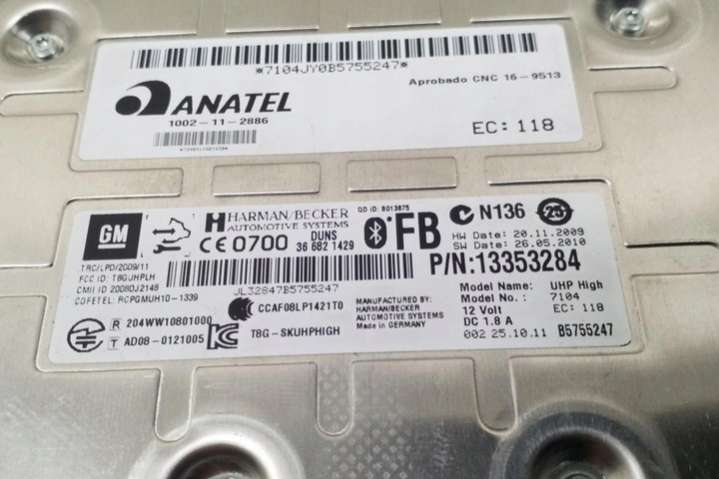 *7104JY0B5755247*
Aprobado CNC 16-9513
ANATEL
1002-11-2886
EC: 118
GM
HARMAN/BECKER
AUTOMOTIVE SYSTEMS
CE 0700
DUNS
36 682 1429
QD ID: B013875
FB
N136
HW Date: 20.11.2009
SW Date: 26.05.2010
P/N:13353284
TRC/LPD/2009/11
FCC ID: T8GUHPLH
CMII ID 2008DJ2148
COFETEL: RCPGMUH10-1339
JL32847B5755247
CCAF08LP1421T0
MANUFACTURED BY:
HARMAN/BECKER
AUTOMOTIVE SYSTEMS
Made in GERMANY
Model Name: UHP High
Model No.: 7104
12 Volt EC: 118
DC 1.8 A
002 25.10.11 B5755247
R 204WW10801000
T AD08-0121005
T8G-SKUHPHIGH